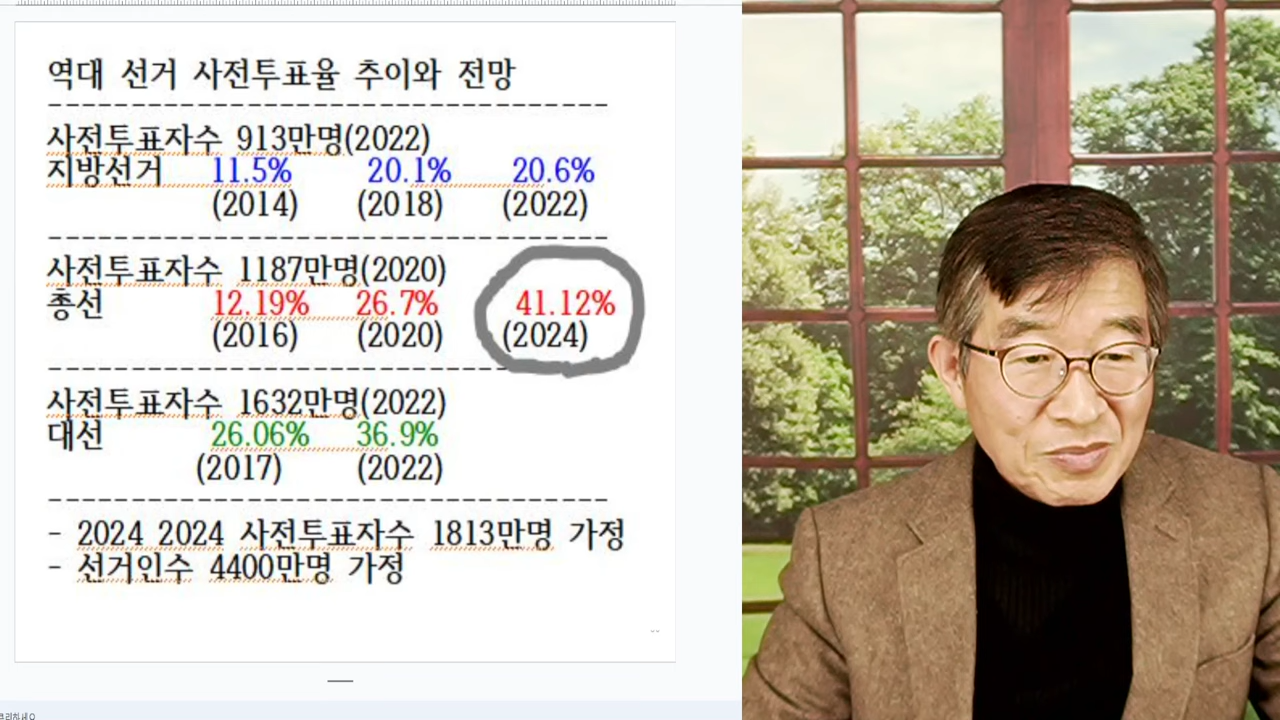 역대 선거 사전투표율 추이와 전망
---------------------------------
사전투표자수 913만명(2022)
지방선거 11.5% 20.1% 20.6%
(2014) (2018) (2022)
---------------------------------
사전투표자수 1187만명(2020)
총선 12.19% 26.7% 41.12%
(2016) (2020) (2024)
---------------------------------
사전투표자수 1632만명(2022)
대선 26.06% 36.9%
(2017) (2022)
---------------------------------
- 2024 2024 사전투표자수 1813만명 가정
- 선거인수 4400만명 가정